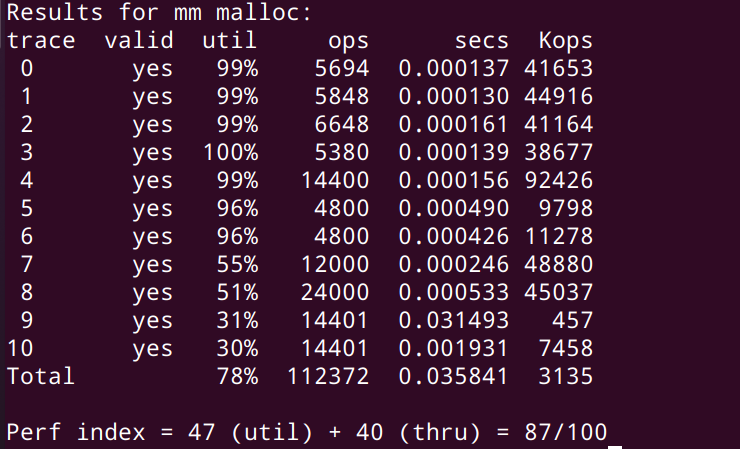 Results for mm malloc:
trace  valid  util     ops      secs  Kops
 0       yes   99%    5694  0.000137 41653
 1       yes   99%    5848  0.000130 44916
 2       yes   99%    6648  0.000161 41164
 3       yes  100%    5380  0.000139 38677
 4       yes   99%   14400  0.000156 92426
 5       yes   96%    4800  0.000490  9798
 6       yes   96%    4800  0.000426 11278
 7       yes   55%   12000  0.000246 48880
 8       yes   51%   24000  0.000533 45037
 9       yes   31%   14401  0.031493   457
10       yes   30%   14401  0.001931  7458
Total          78%  112372  0.035841  3135
Perf index = 47 (util) + 40 (thru) = 87/100